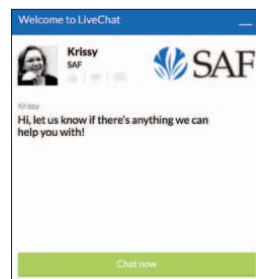 Welcome to LiveChat
Krissy
SAF
SAF
Krissy
Hi, let us know if there's anything we can
help you with!
Chat now